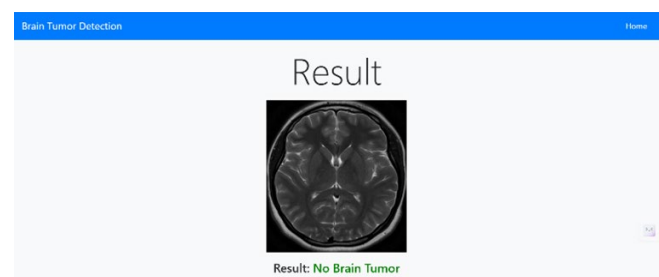 Brain Tumor Detection Home
Result
Result: No Brain Tumor